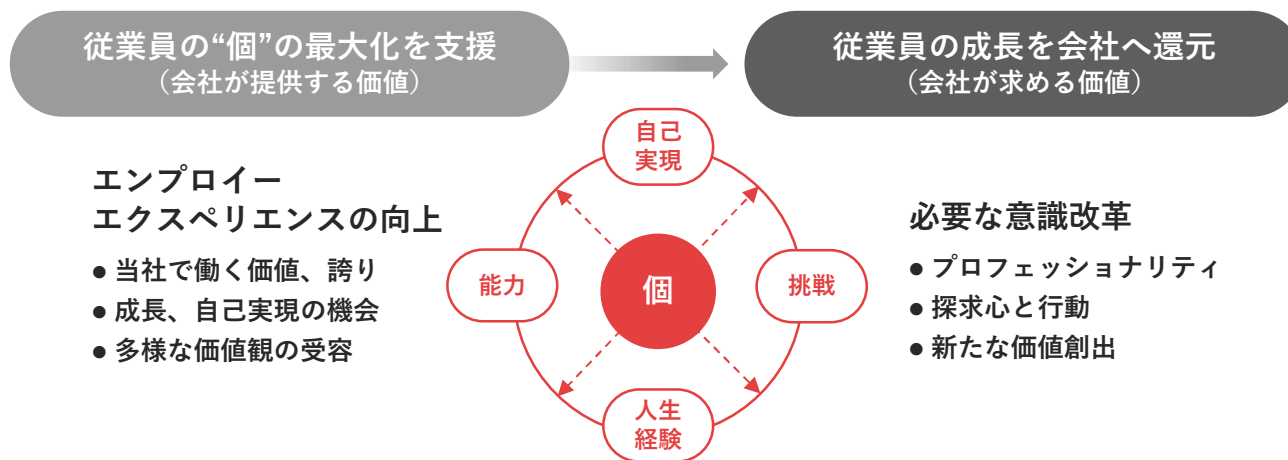 従業員の“個”の最大化を支援
（会社が提供する価値）
従業員の成長を会社へ還元
（会社が求める価値）
エンプロイー
エクスペリエンスの向上
● 当社で働く価値、誇り
● 成長、自己実現の機会
● 多様な価値観の受容
自己
実現
能力
個
挑戦
人生
経験
必要な意識改革
● プロフェッショナリティ
● 探求心と行動
● 新たな価値創出